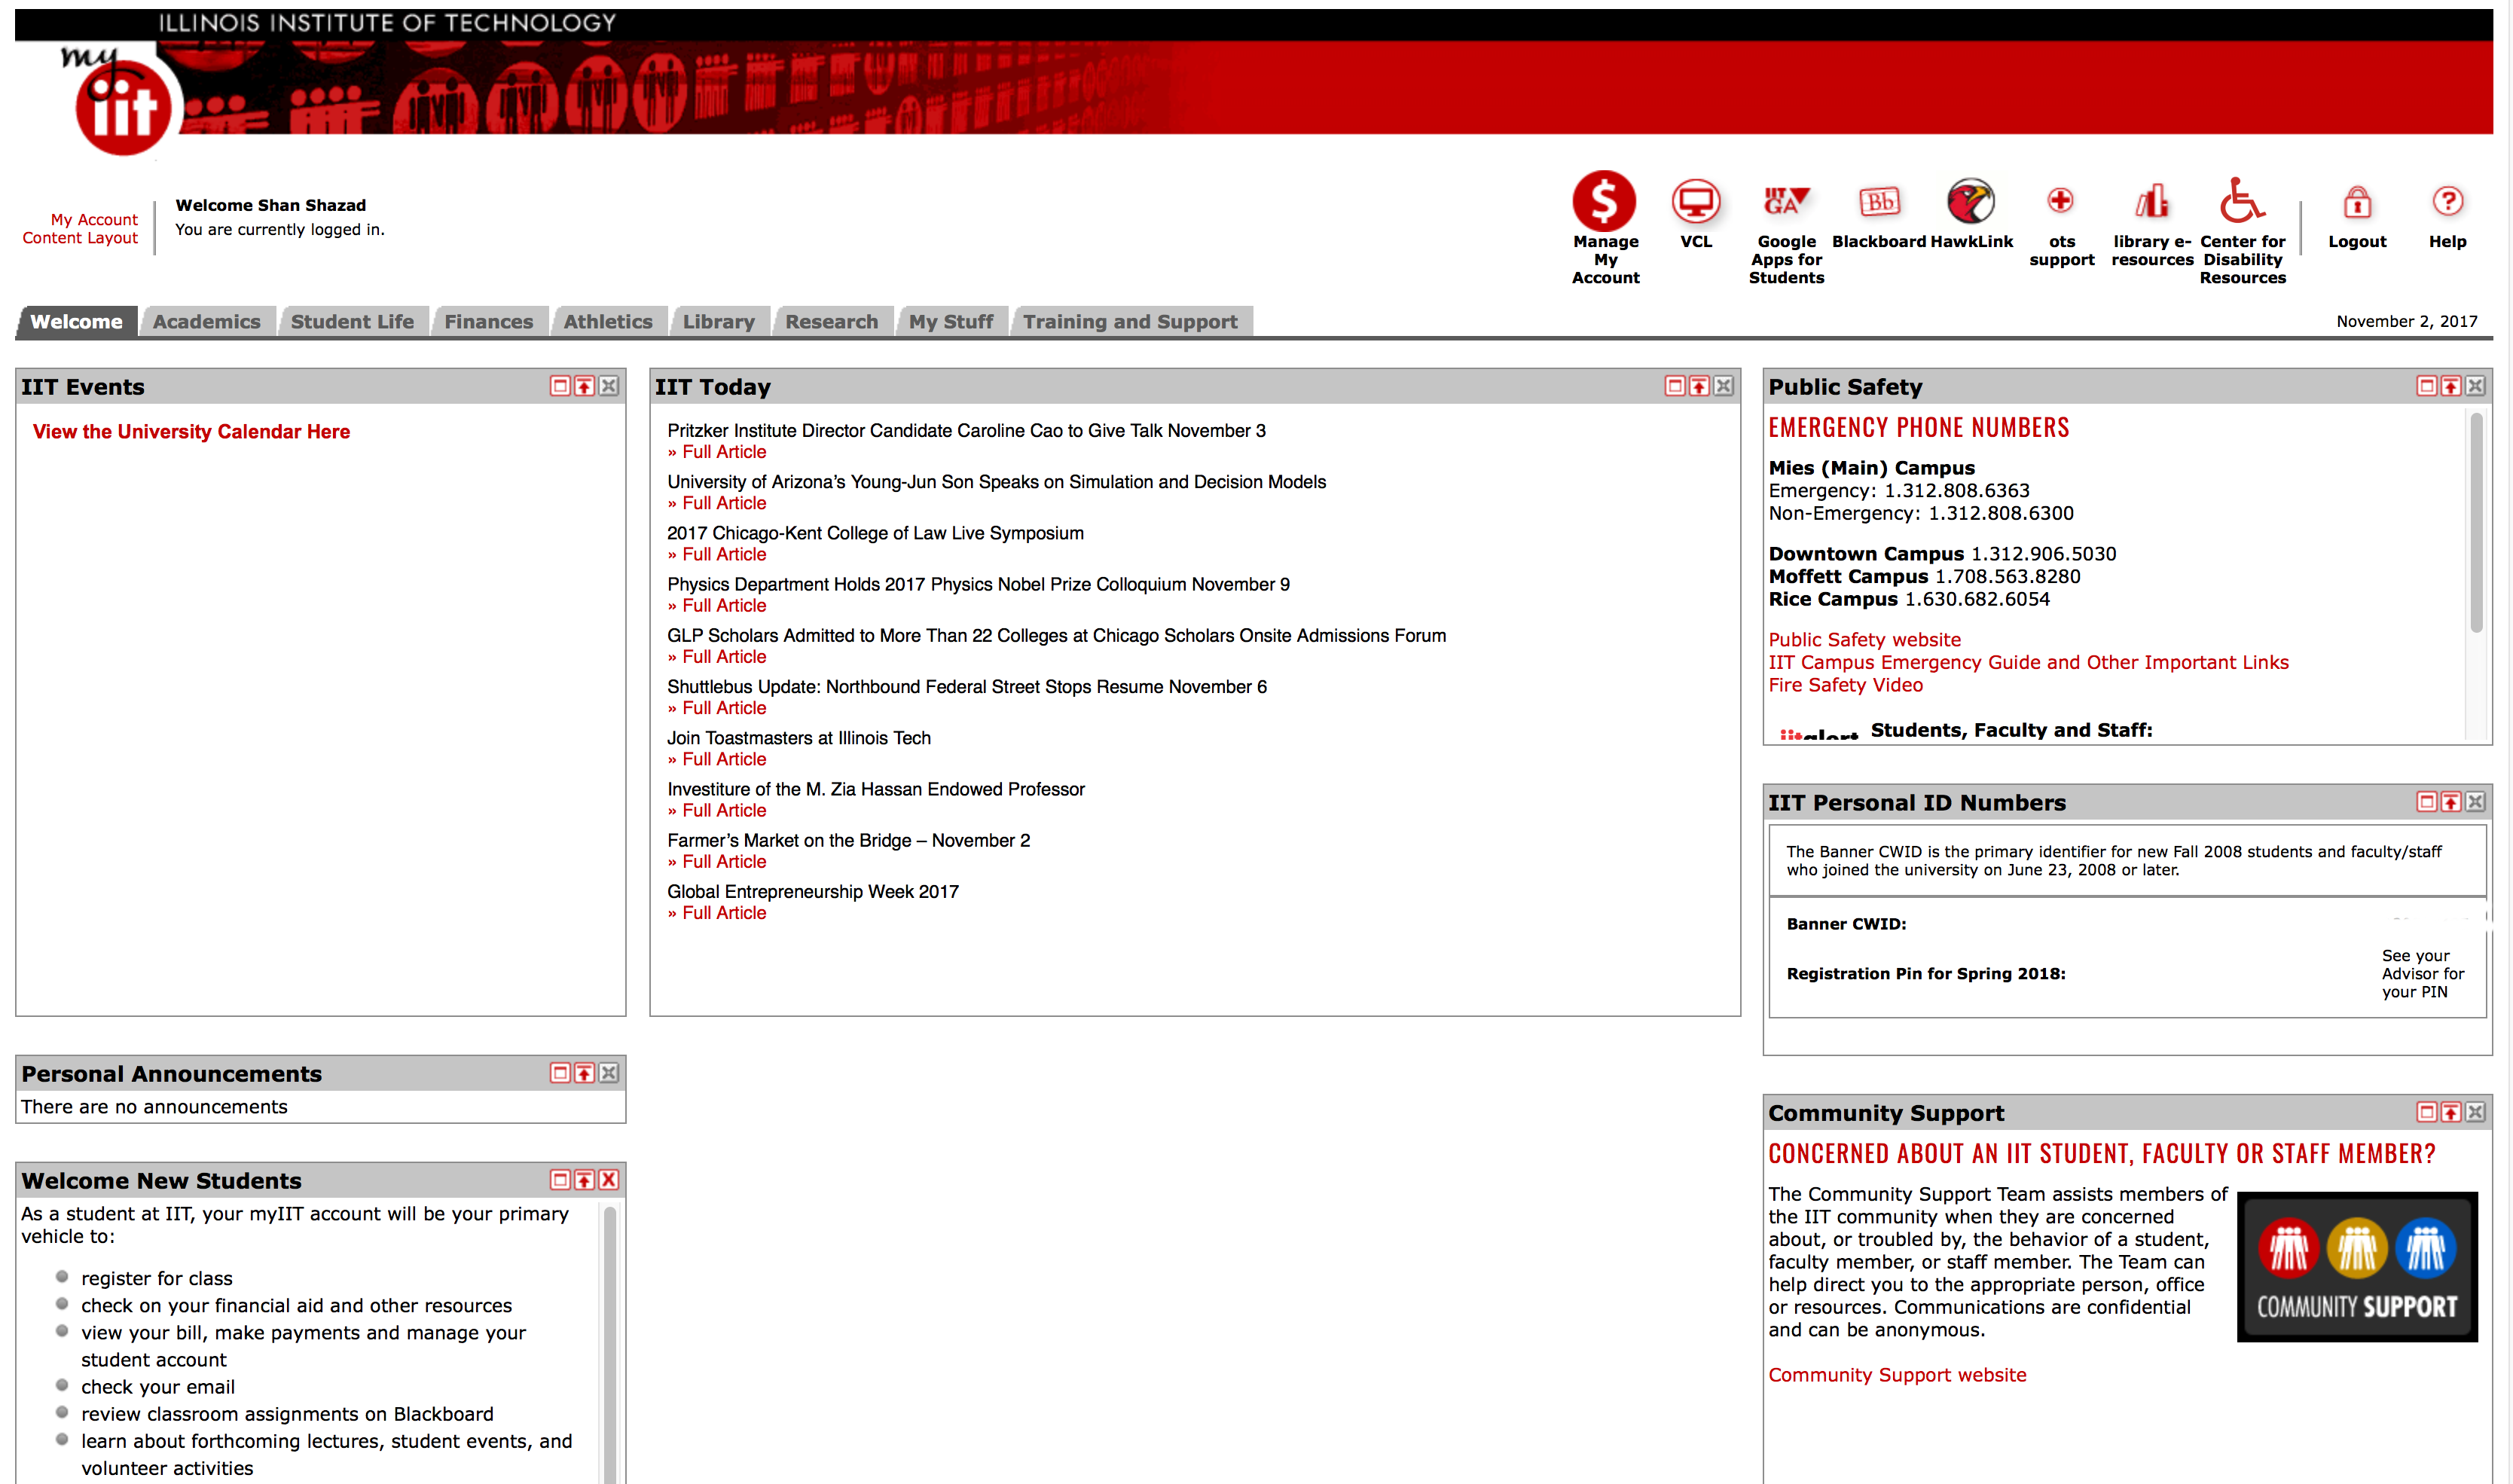 ILLINOIS INSTITUTE OF TECHNOLOGY
my
iit
My Account
Content Layout
Welcome Shan Shazad
You are currently logged in.
$
Manage
My
Account
VCL
IIT
GA
Google
Apps for
Students
Bb
Blackboard
HawkLink
ots
support
library e-
resources
Center for
Disability
Resources
Logout
?
Help
Welcome
Academics
Student Life
Finances
Athletics
Library
Research
My Stuff
Training and Support
November 2, 2017
IIT Events
View the University Calendar Here
IIT Today
Pritzker Institute Director Candidate Caroline Cao to Give Talk November 3
» Full Article
University of Arizona’s Young-Jun Son Speaks on Simulation and Decision Models
» Full Article
2017 Chicago-Kent College of Law Live Symposium
» Full Article
Physics Department Holds 2017 Physics Nobel Prize Colloquium November 9
» Full Article
GLP Scholars Admitted to More Than 22 Colleges at Chicago Scholars Onsite Admissions Forum
» Full Article
Shuttlebus Update: Northbound Federal Street Stops Resume November 6
» Full Article
Join Toastmasters at Illinois Tech
» Full Article
Investiture of the M. Zia Hassan Endowed Professor
» Full Article
Farmer’s Market on the Bridge – November 2
» Full Article
Global Entrepreneurship Week 2017
» Full Article
Public Safety
EMERGENCY PHONE NUMBERS
Mies (Main) Campus
Emergency: 1.312.808.6363
Non-Emergency: 1.312.808.6300
Downtown Campus 1.312.906.5030
Moffett Campus 1.708.563.8280
Rice Campus 1.630.682.6054
Public Safety website
IIT Campus Emergency Guide and Other Important Links
Fire Safety Video
iitalert Students, Faculty and Staff:
IIT Personal ID Numbers
The Banner CWID is the primary identifier for new Fall 2008 students and faculty/staff
who joined the university on June 23, 2008 or later.
Banner CWID:
Registration Pin for Spring 2018:
See your
Advisor for
your PIN
Personal Announcements
There are no announcements
Welcome New Students
As a student at IIT, your myIIT account will be your primary
vehicle to:
register for class
check on your financial aid and other resources
view your bill, make payments and manage your
student account
check your email
review classroom assignments on Blackboard
learn about forthcoming lectures, student events, and
volunteer activities
Community Support
CONCERNED ABOUT AN IIT STUDENT, FACULTY OR STAFF MEMBER?
The Community Support Team assists members of
the IIT community when they are concerned
about, or troubled by, the behavior of a student,
faculty member, or staff member. The Team can
help direct you to the appropriate person, office
or resources. Communications are confidential
and can be anonymous.
COMMUNITY SUPPORT
Community Support website